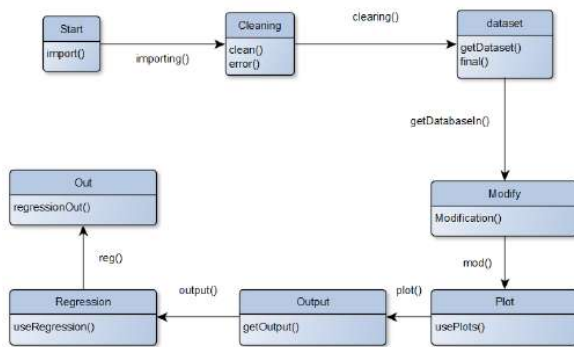 Start
import()
importing()
Cleaning
clean()
error()
clearing()
dataset
getDataset()
final()
getDatabaseIn()
Modify
Modification()
mod()
Plot
usePlots()
plot()
Output
getOutput()
output()
Regression
useRegression()
reg()
Out
regressionOut()